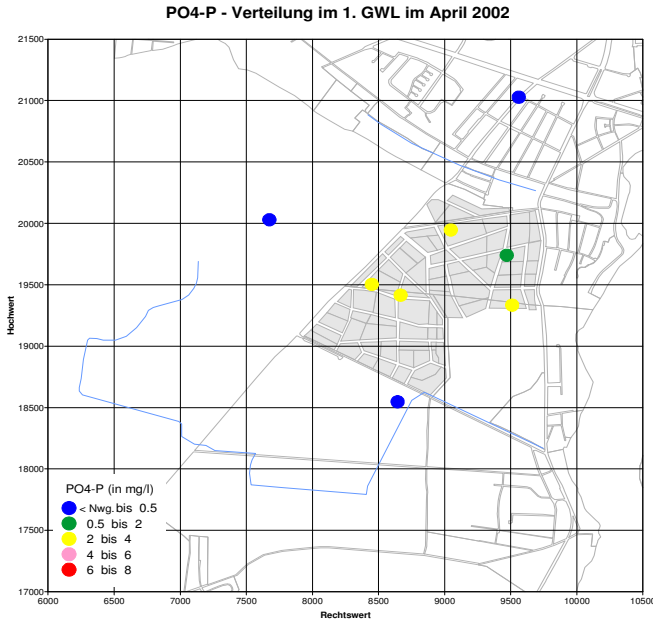 PO4-P - Verteilung im 1. GWL im April 2002
21500
21000
20500
20000
19500
19000
18500
18000
17500
17000
Hochwert
PO4-P (in mg/l)
< Nwg. bis 0.5
0.5 bis 2
2 bis 4
4 bis 6
6 bis 8
6000 6500 7000 7500 8000 8500 9000 9500 10000 10500
Rechtswert